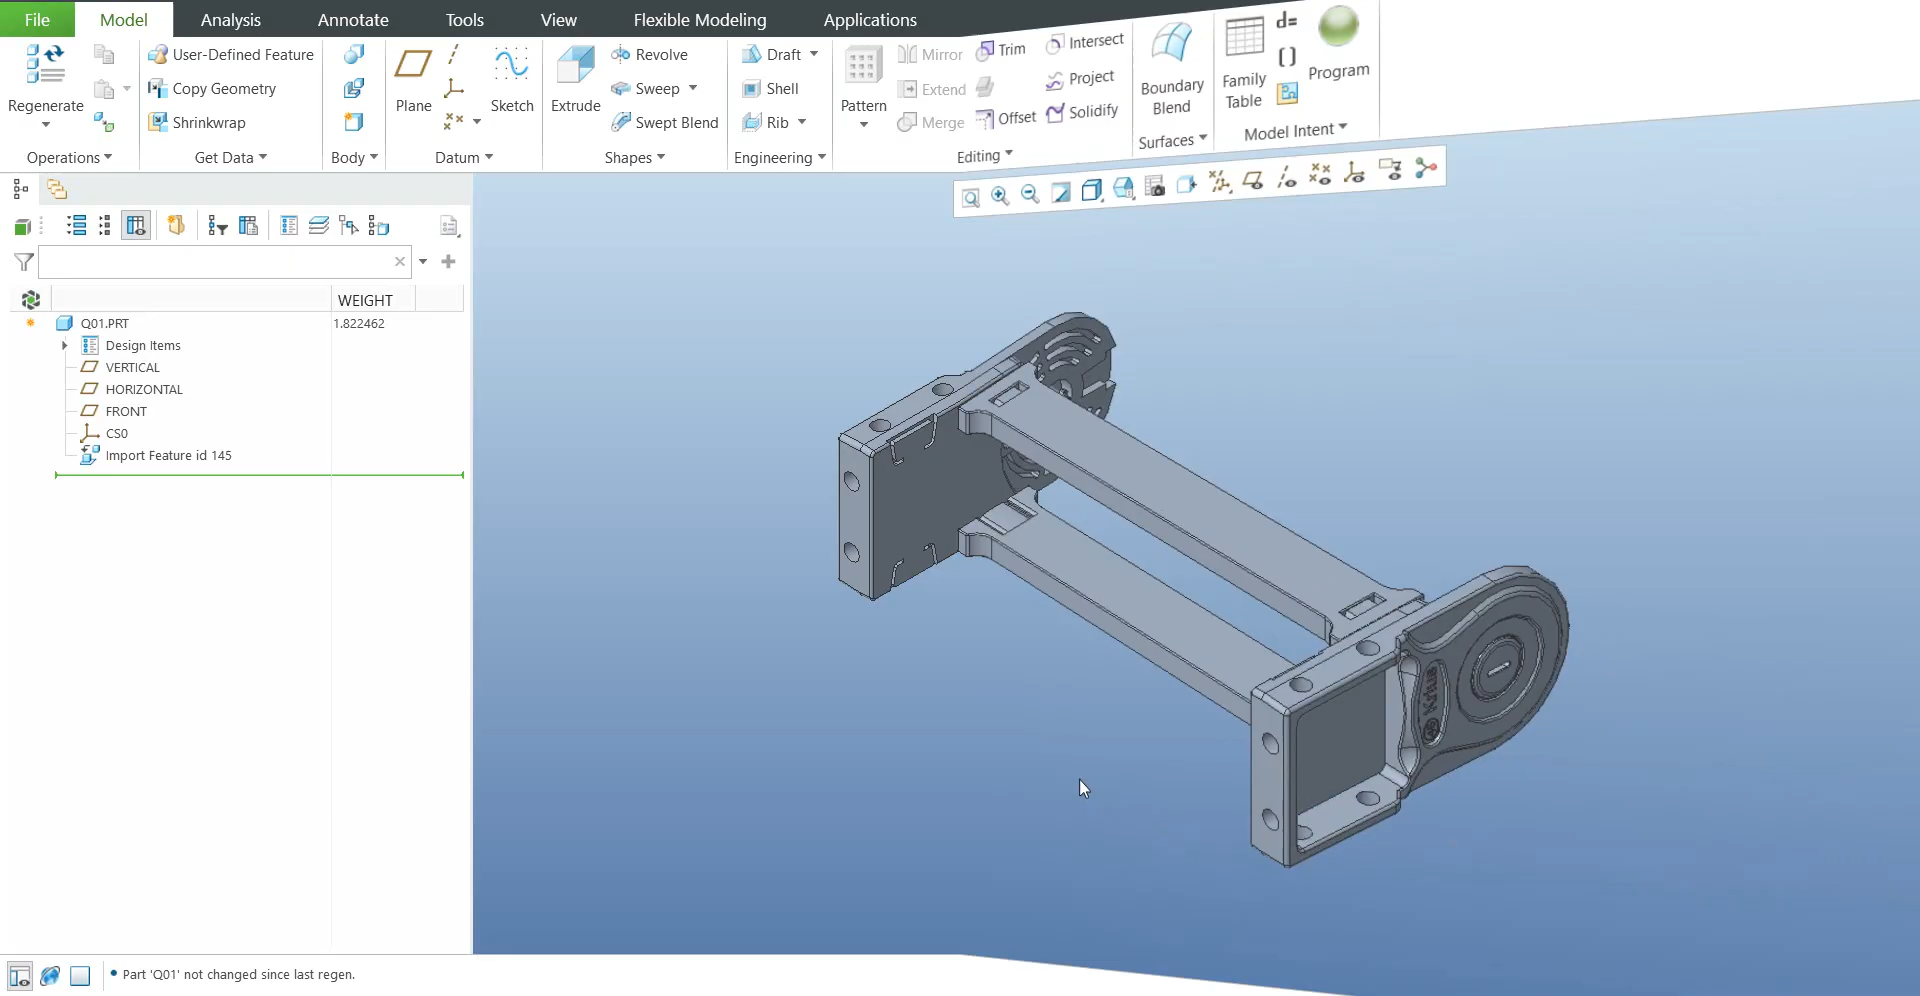 File Model Analysis Annotate Tools View Flexible Modeling Applications
Regenerate
Operations
User-Defined Feature
Copy Geometry
Shrinkwrap
Get Data
Body
Plane
Sketch
Datum
Extrude
Revolve
Sweep
Swept Blend
Shapes
Draft
Shell
Rib
Engineering
Pattern
Mirror
Extend
Merge
Trim
Offset
Intersect
Project
Solidify
Editing
Boundary
Blend
Surfaces
Family
Table
d=
[ ]
Program
Model Intent
WEIGHT
Q01.PRT 1.822462
Design Items
VERTICAL
HORIZONTAL
FRONT
CS0
Import Feature id 145
Krius
• Part 'Q01' not changed since last regen.